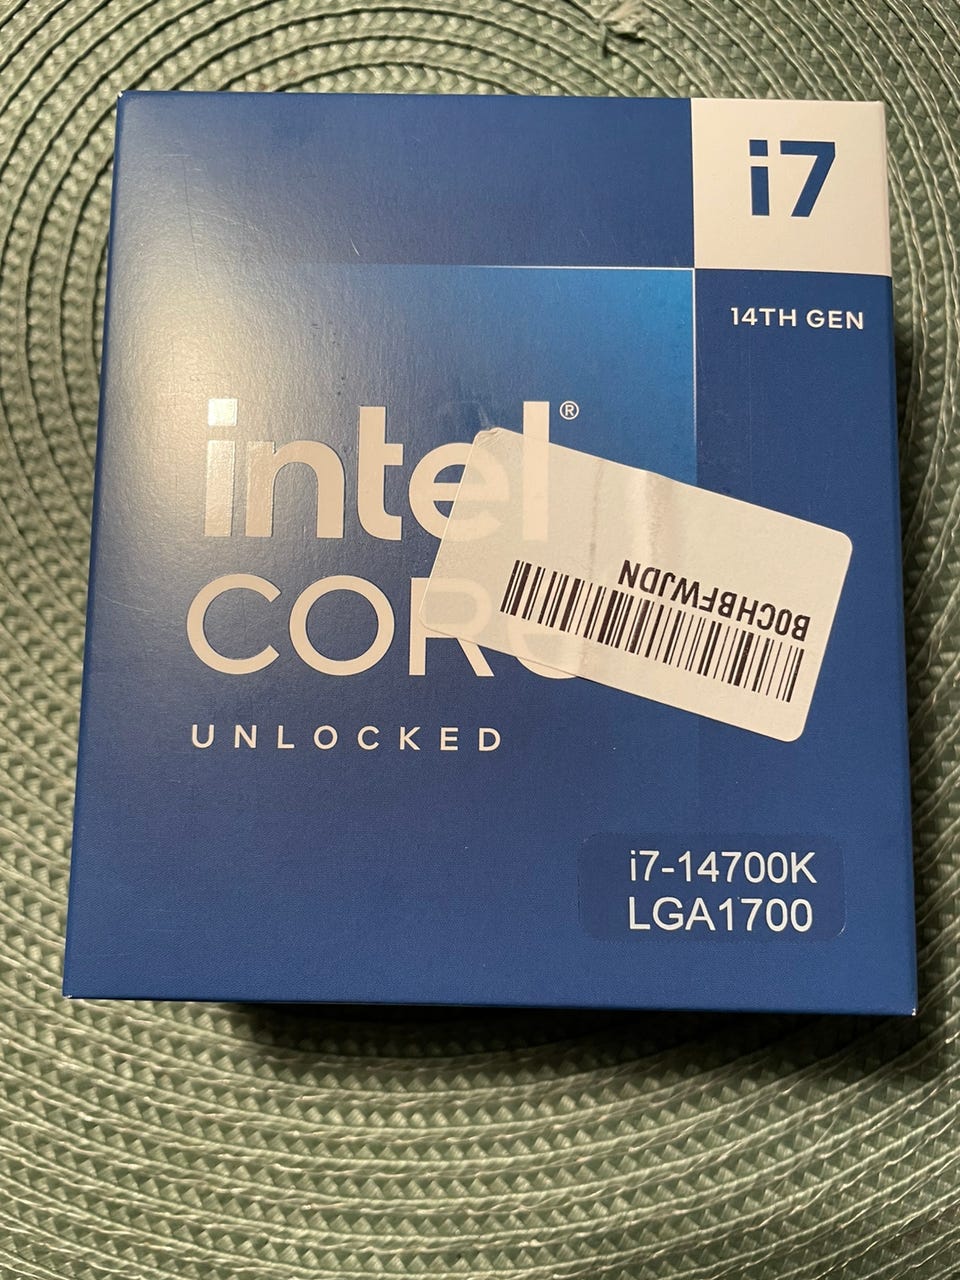 i7
14TH GEN
intel®
CORe
UNLOCKED
B0CHBFWJDN
i7-14700K
LGA1700